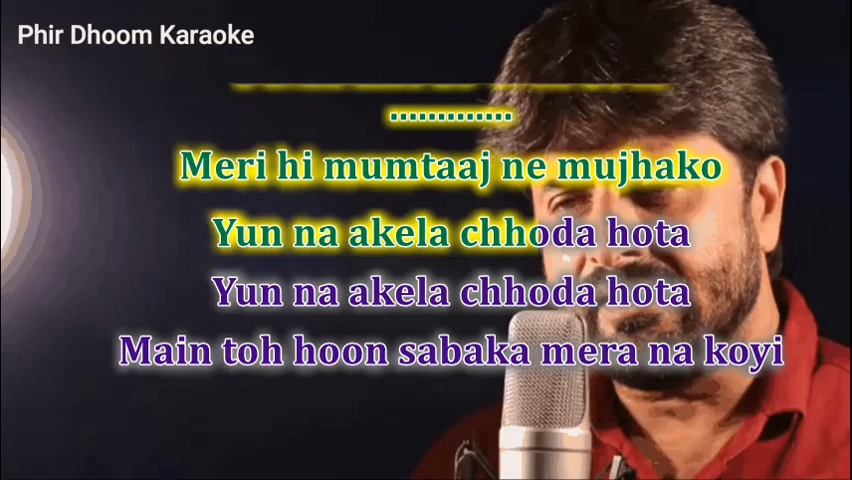 Phir Dhoom Karaoke
.............
Meri hi mumtaaj ne mujhako
Yun na akela chhoda hota
Yun na akela chhoda hota
Main toh hoon sabaka mera na koyi